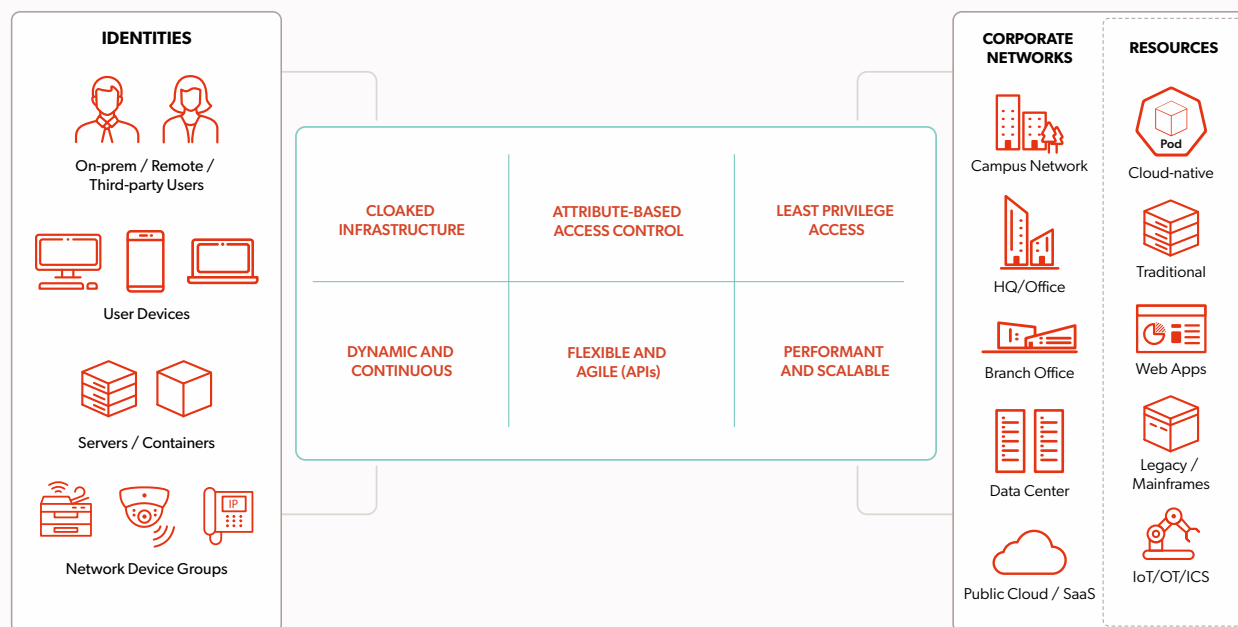 IDENTITIES
On-prem / Remote /
Third-party Users
User Devices
Servers / Containers
IP
Network Device Groups
CLOAKED
INFRASTRUCTURE
ATTRIBUTE-BASED
ACCESS CONTROL
LEAST PRIVILEGE
ACCESS
DYNAMIC AND
CONTINUOUS
FLEXIBLE AND
AGILE (APIs)
PERFORMANT
AND SCALABLE
CORPORATE
NETWORKS
Campus Network
HQ/Office
Branch Office
Data Center
Public Cloud / SaaS
RESOURCES
Pod
Cloud-native
Traditional
Web Apps
Legacy /
Mainframes
IoT/OT/ICS